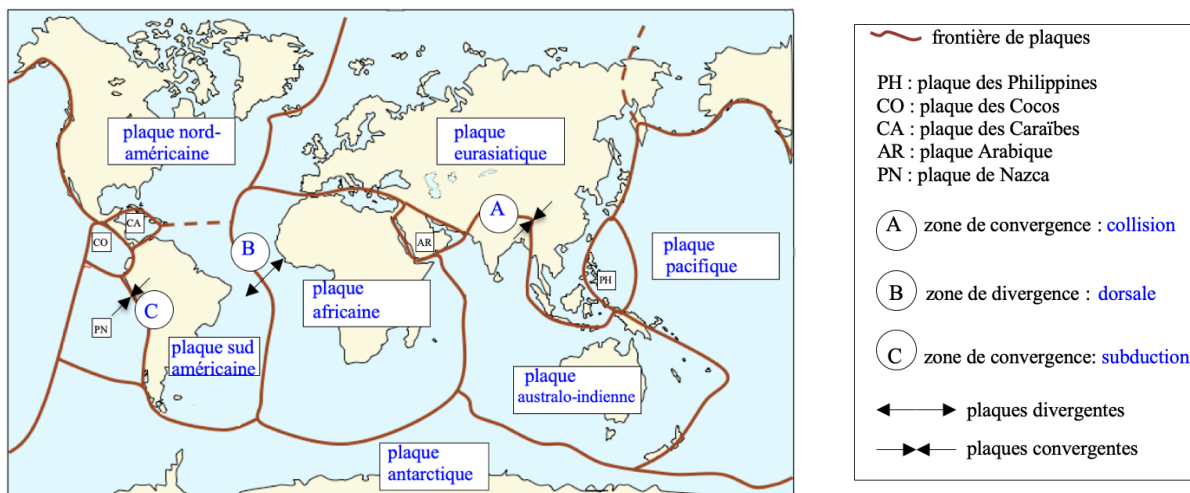 plaque nord-
américaine
plaque
eurasiatique
A
CA
CO
B
AR
plaque
pacifique
plaque
africaine
PH
C
PN
plaque sud
américaine
plaque
australo-indienne
plaque
antarctique
frontière de plaques
PH : plaque des Philippines
CO : plaque des Cocos
CA : plaque des Caraïbes
AR : plaque Arabique
PN : plaque de Nazca
A zone de convergence : collision
B zone de divergence : dorsale
C zone de convergence: subduction
plaques divergentes
plaques convergentes